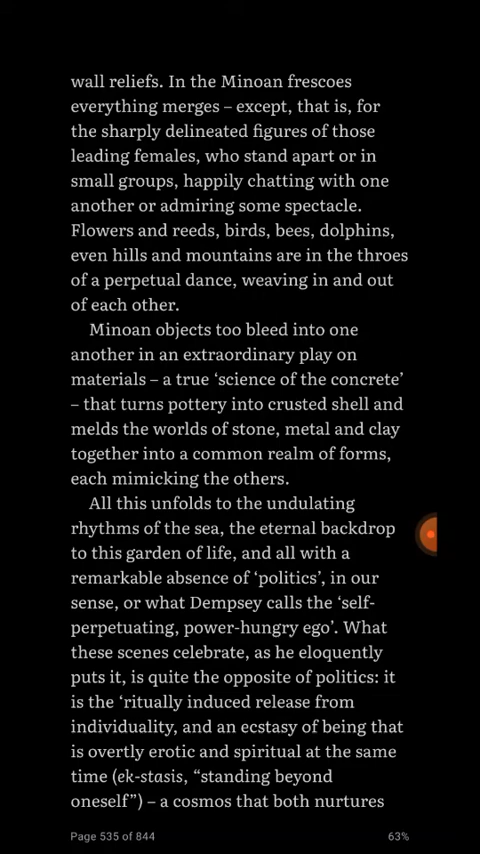 wall reliefs. In the Minoan frescoes
everything merges – except, that is, for
the sharply delineated figures of those
leading females, who stand apart or in
small groups, happily chatting with one
another or admiring some spectacle.
Flowers and reeds, birds, bees, dolphins,
even hills and mountains are in the throes
of a perpetual dance, weaving in and out
of each other.
Minoan objects too bleed into one
another in an extraordinary play on
materials – a true ‘science of the concrete’
– that turns pottery into crusted shell and
melds the worlds of stone, metal and clay
together into a common realm of forms,
each mimicking the others.
All this unfolds to the undulating
rhythms of the sea, the eternal backdrop
to this garden of life, and all with a
remarkable absence of ‘politics’, in our
sense, or what Dempsey calls the ‘self-
perpetuating, power-hungry ego’. What
these scenes celebrate, as he eloquently
puts it, is quite the opposite of politics: it
is the ‘ritually induced release from
individuality, and an ecstasy of being that
is overtly erotic and spiritual at the same
time (ek-stasis, “standing beyond
oneself”) – a cosmos that both nurtures
Page 535 of 844
63%